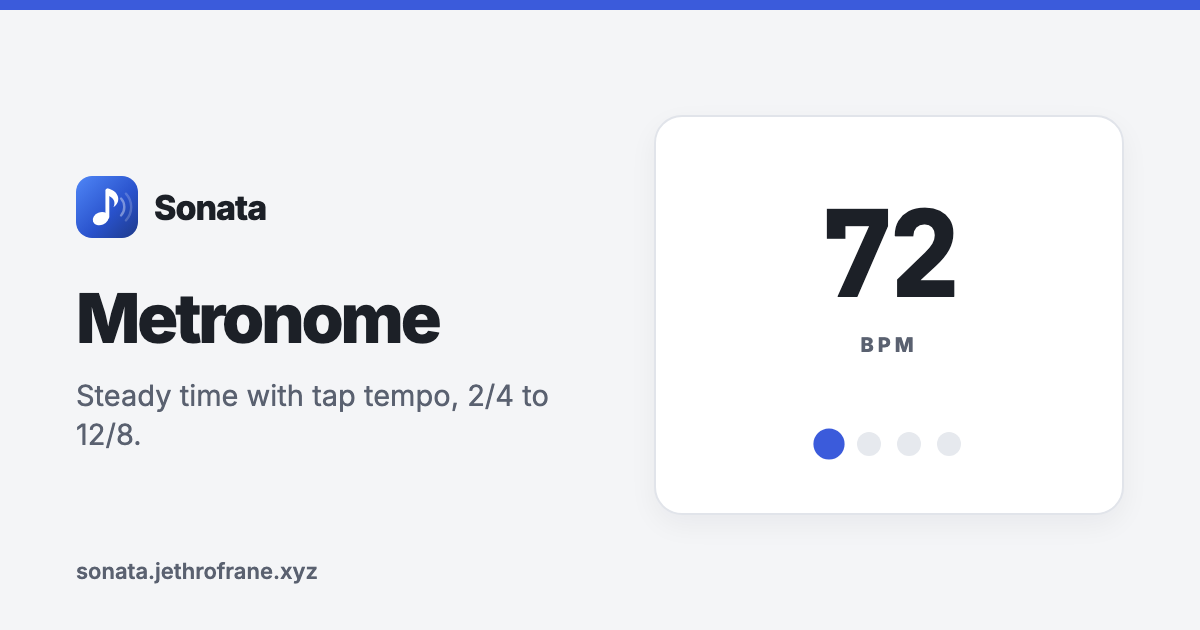 Sonata
Metronome
Steady time with tap tempo, 2/4 to
12/8.
sonata.jethrofrane.xyz
72
BPM